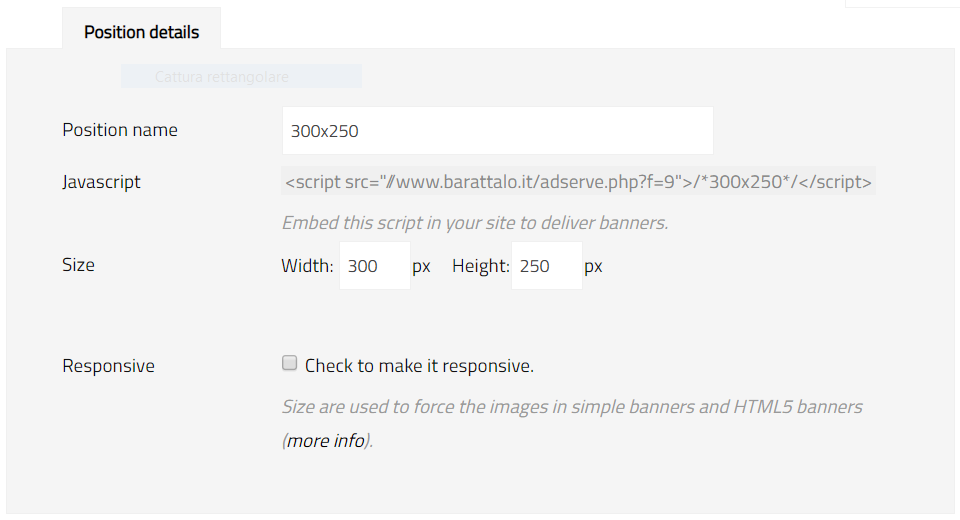 Position details
Cattura rettangolare
Position name 300x250
Javascript <script src="//www.barattalo.it/adserve.php?f=9">/*300x250*/</script>
Embed this script in your site to deliver banners.
Size Width: 300 px Height: 250 px
Responsive Check to make it responsive.
Size are used to force the images in simple banners and HTML5 banners
(more info).